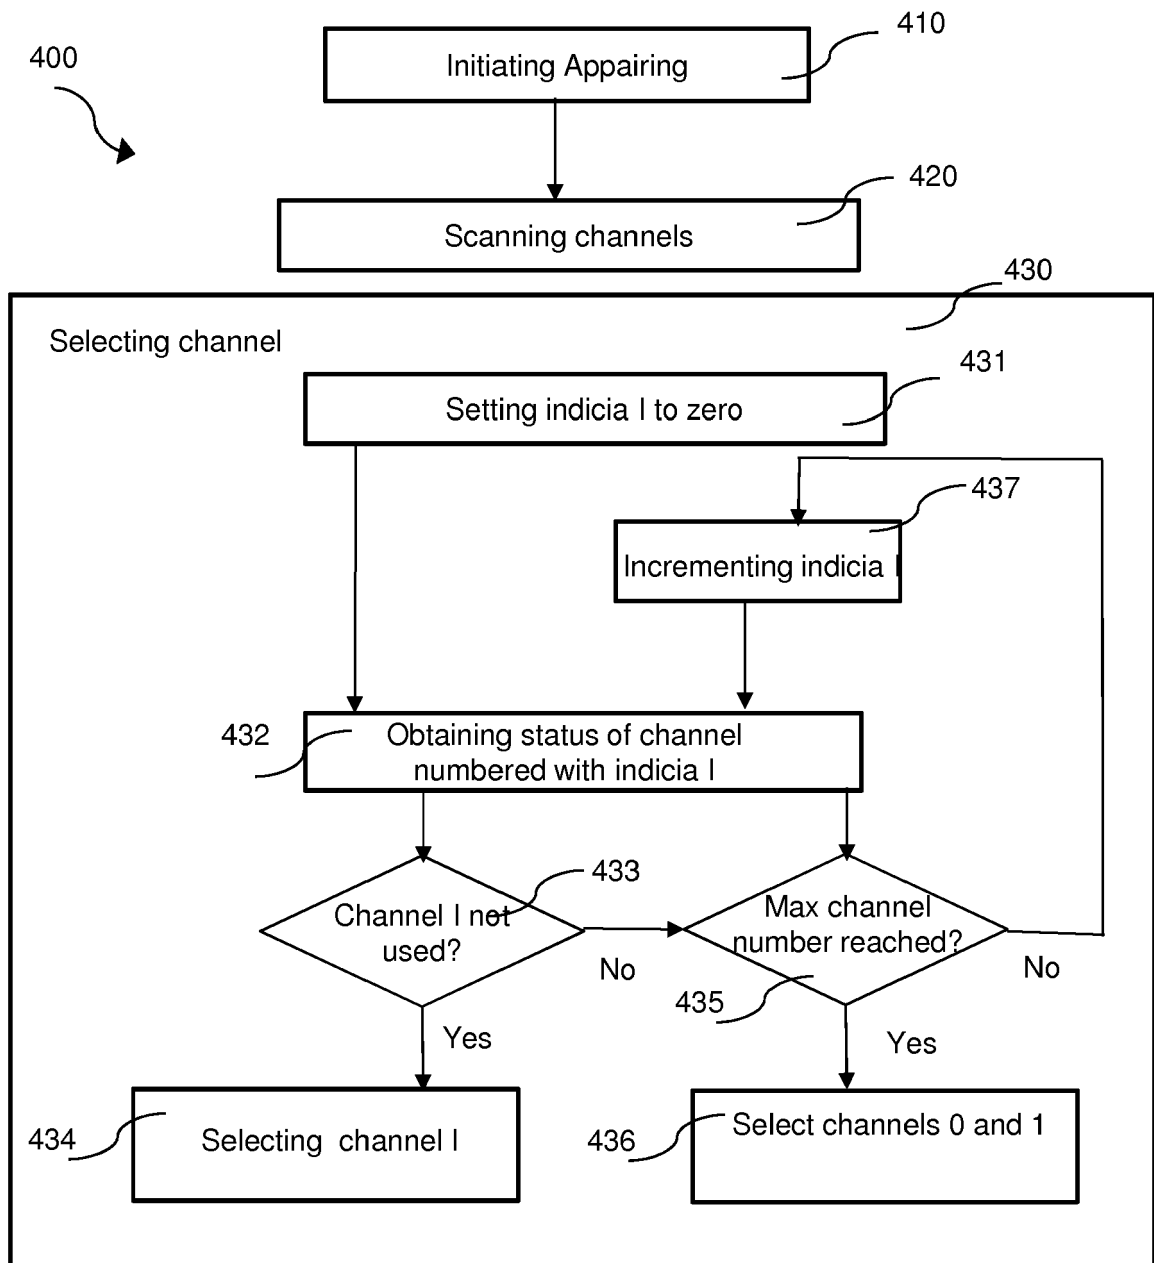 410
400
Initiating Appairing
420
Scanning channels
430
Selecting channel
431
Setting indicia I to zero
437
Incrementing indicia I
432
Obtaining status of channel
numbered with indicia I
433
Channel I not
used?
No
Max channel
number reached?
435
No
Yes
Yes
434
Selecting channel I
436
Select channels 0 and 1